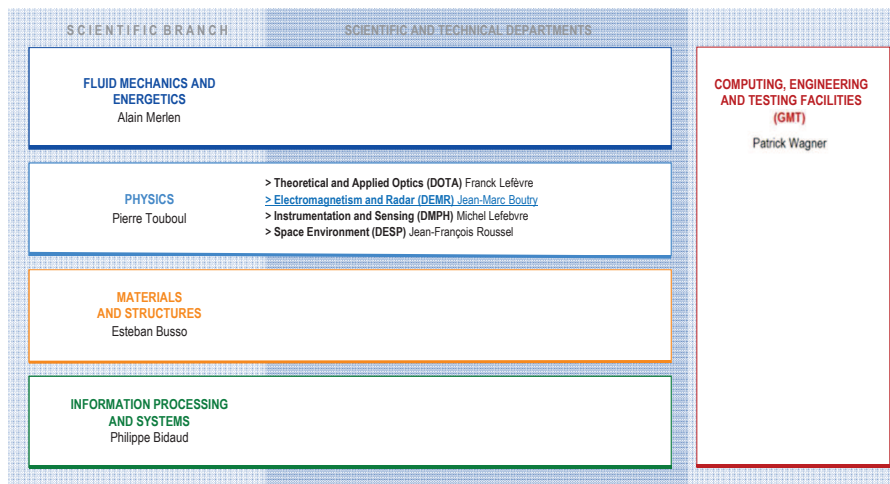 SCIENTIFIC BRANCH
SCIENTIFIC AND TECHNICAL DEPARTMENTS
FLUID MECHANICS AND
ENERGETICS
Alain Merlen
PHYSICS
Pierre Touboul
> Theoretical and Applied Optics (DOTA) Franck Lefèvre
> Electromagnetism and Radar (DEMR) Jean-Marc Boutry
> Instrumentation and Sensing (DMPH) Michel Lefebvre
> Space Environment (DESP) Jean-François Roussel
MATERIALS
AND STRUCTURES
Esteban Busso
INFORMATION PROCESSING
AND SYSTEMS
Philippe Bidaud
COMPUTING, ENGINEERING
AND TESTING FACILITIES
(GMT)
Patrick Wagner